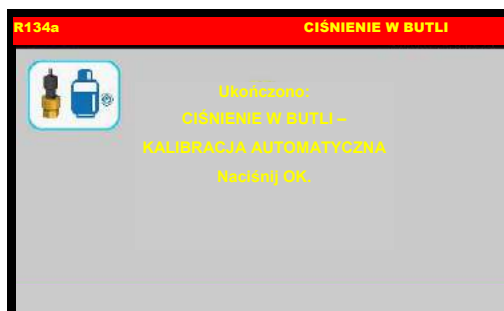 R134a CIŚNIENIE W BUTLI
Ukończono:
CIŚNIENIE W BUTLI –
KALIBRACJA AUTOMATYCZNA
Naciśnij OK.